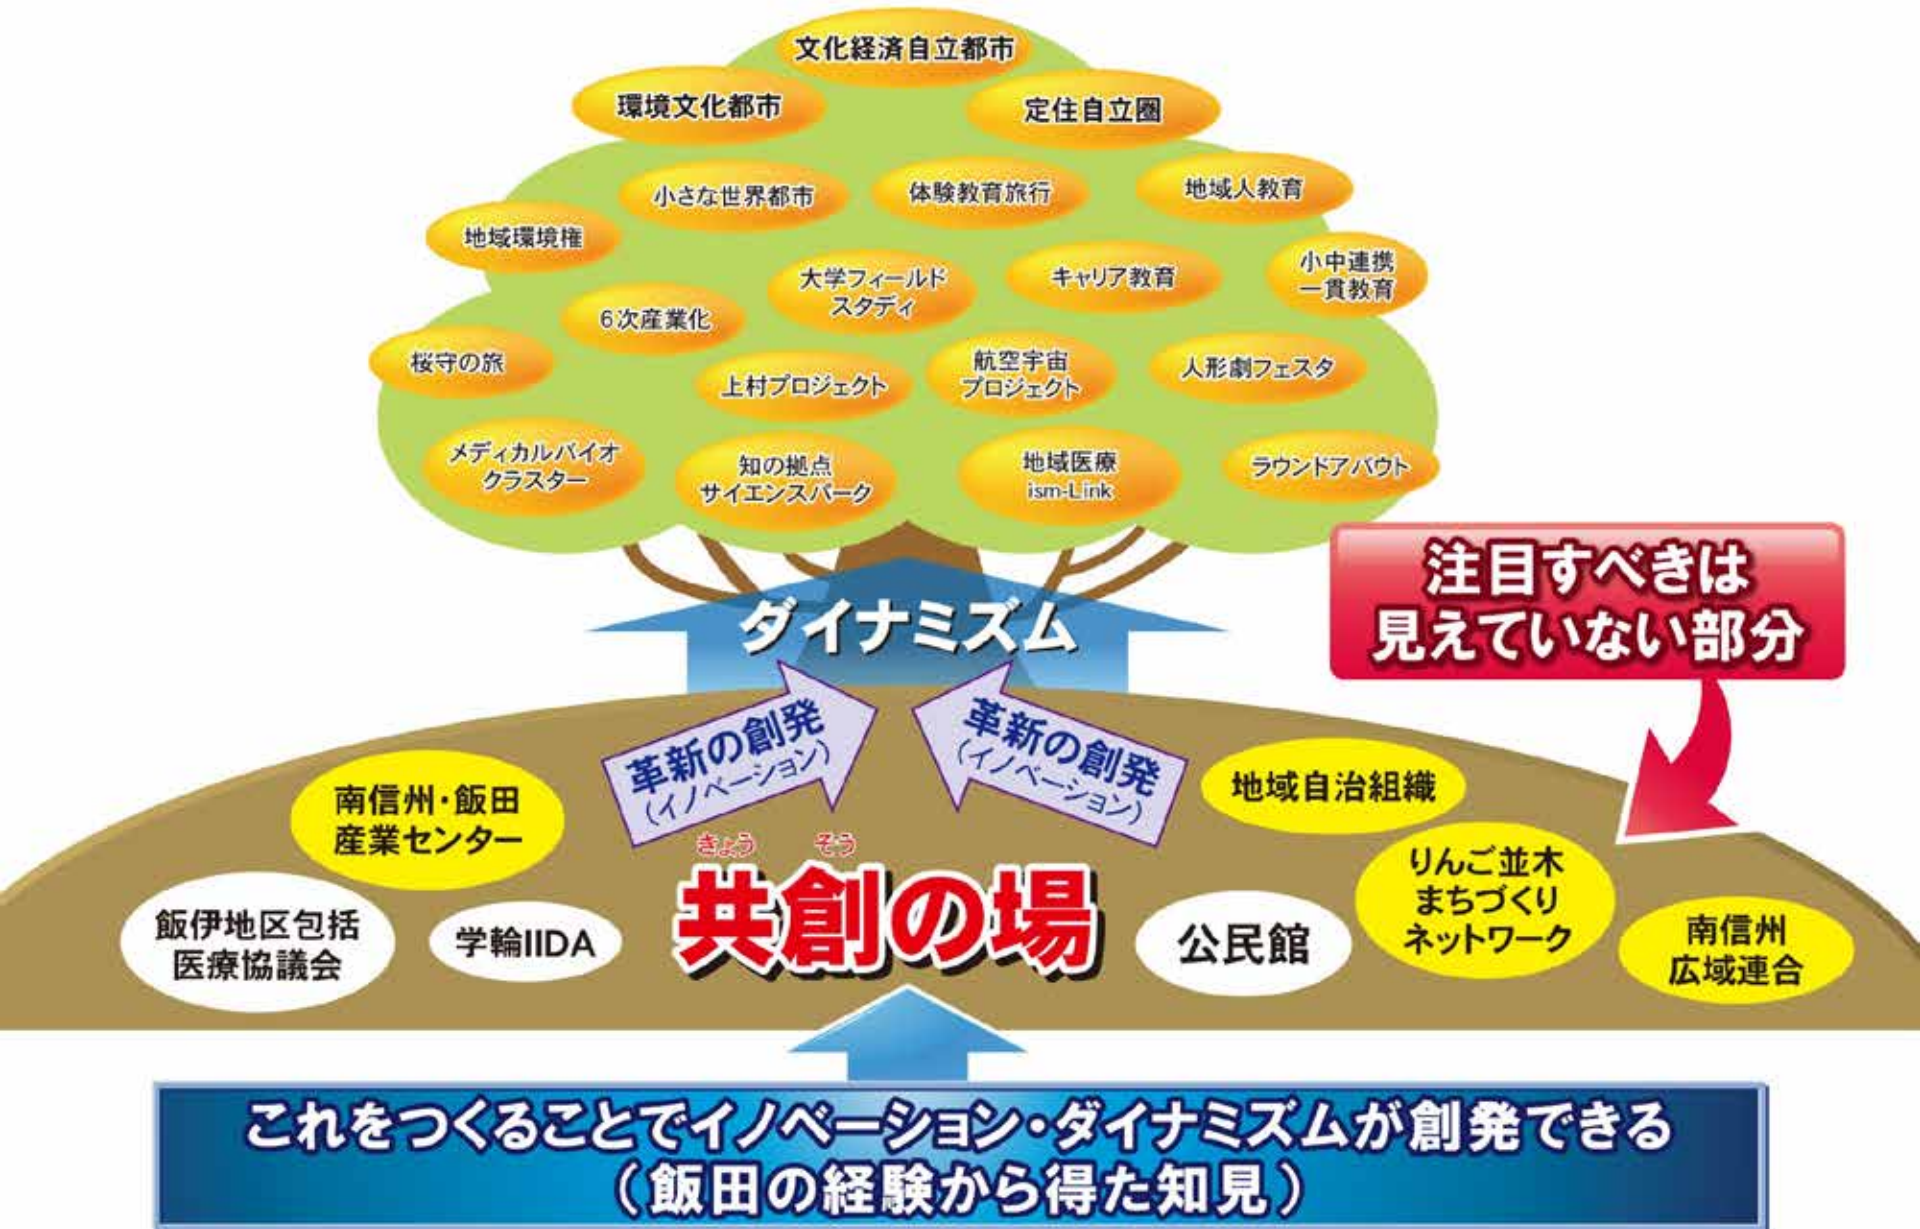 文化経済自立都市
環境文化都市
定住自立圏
小さな世界都市
体験教育旅行
地域人教育
地域環境権
大学フィールド
スタディ
キャリア教育
小中連携
一貫教育
6次産業化
桜守の旅
上村プロジェクト
航空宇宙
プロジェクト
人形劇フェスタ
メディカルバイオ
クラスター
知の拠点
サイエンスパーク
地域医療
ism-Link
ラウンドアバウト
注目すべきは
見えていない部分
ダイナミズム
革新の創発
(イノベーション)
革新の創発
(イノベーション)
南信州・飯田
産業センター
地域自治組織
飯伊地区包括
医療協議会
学輪IIDA
きょう そう
共創の場
公民館
りんご並木
まちづくり
ネットワーク
南信州
広域連合
これをつくることでイノベーション・ダイナミズムが創発できる
(飯田の経験から得た知見)